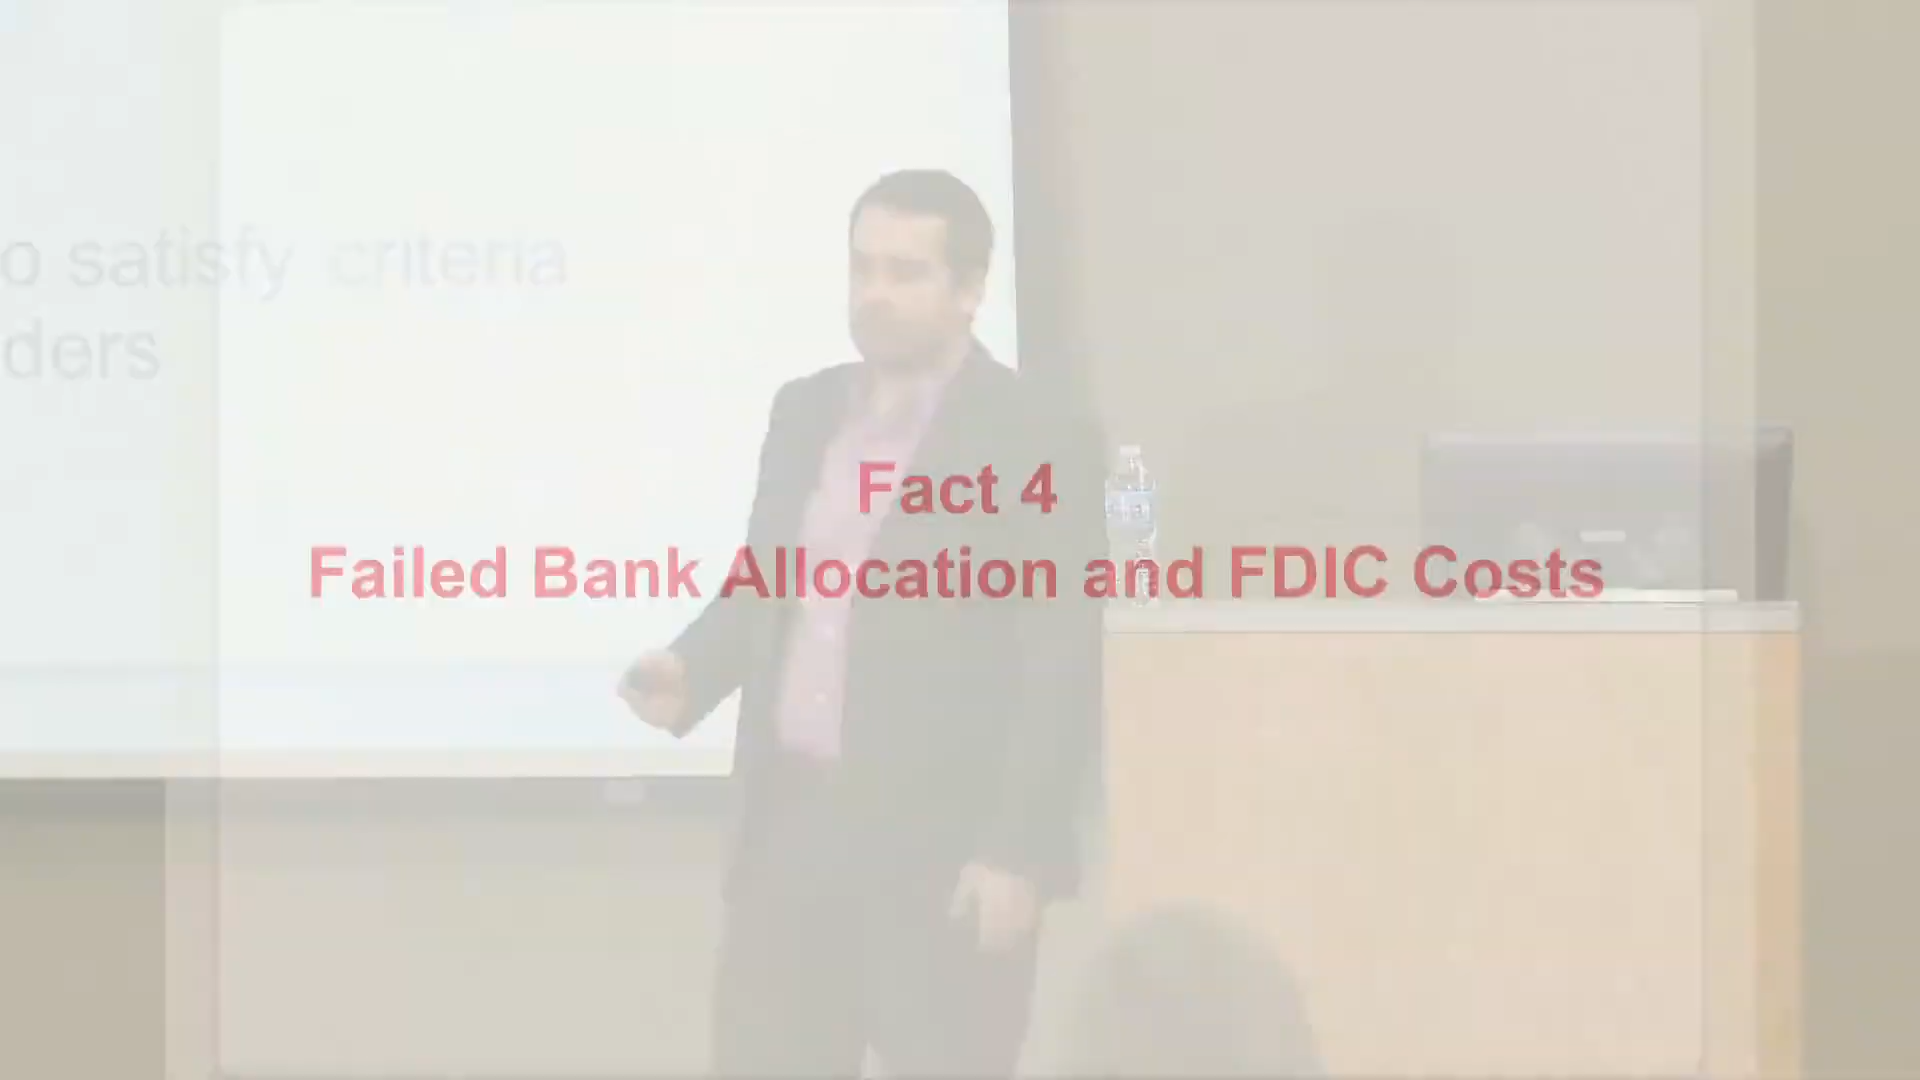 o satisfy criteria
ders
Fact 4
Failed Bank Allocation and FDIC Costs